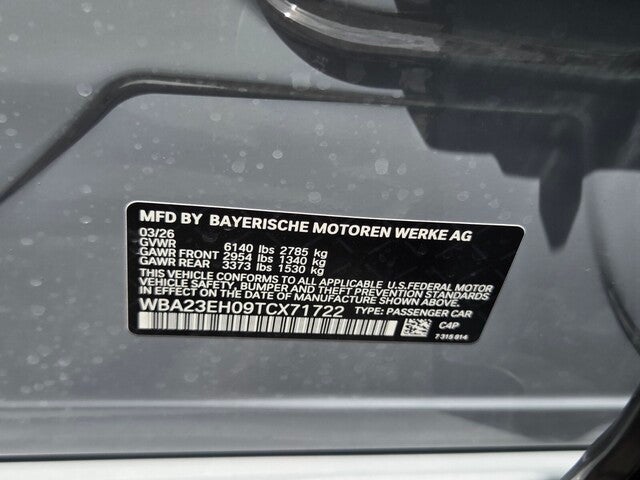 MFD BY BAYERISCHE MOTOREN WERKE AG
03/26
GVWR 6140 lbs 2785 kg
GAWR FRONT 2954 lbs 1340 kg
GAWR REAR 3373 lbs 1530 kg
THIS VEHICLE CONFORMS TO ALL APPLICABLE U.S.FEDERAL MOTOR
VEHICLE SAFETY, BUMPER, AND THEFT PREVENTION STANDARDS
IN EFFECT ON THE DATE OF MANUFACTURE SHOWN ABOVE.
WBA23EH09TCX71722 TYPE: PASSENGER CAR
C4P
7 315 814